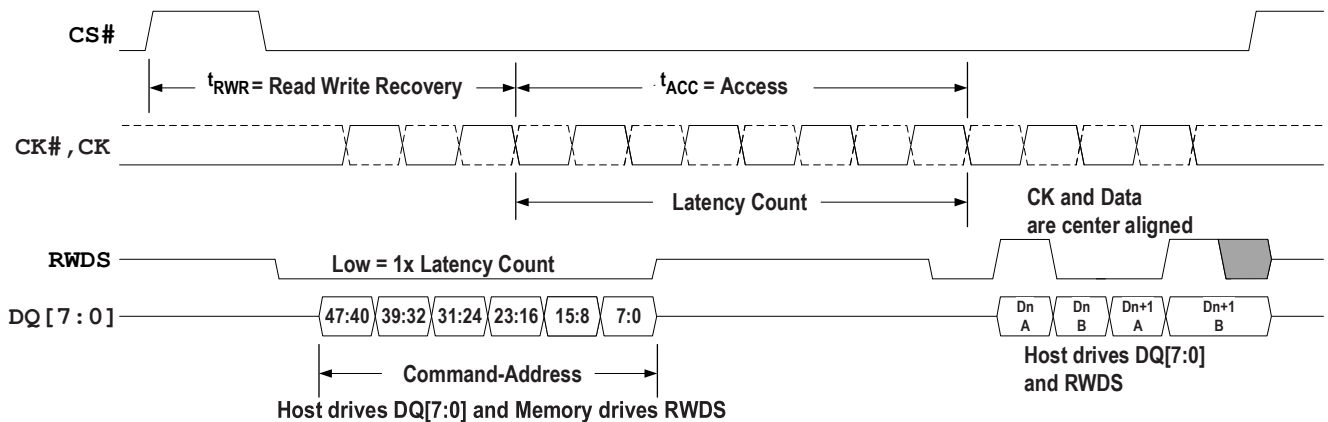 CS#
tRWR= Read Write Recovery
tACC = Access
CK#,CK
Latency Count
CK and Data
are center aligned
RWDS
Low = 1x Latency Count
DQ[7:0]
47:40 39:32 31:24 23:16 15:8 7:0
Dn Dn Dn+1 Dn+1
A B A B
Command-Address
Host drives DQ[7:0]
and RWDS
Host drives DQ[7:0] and Memory drives RWDS